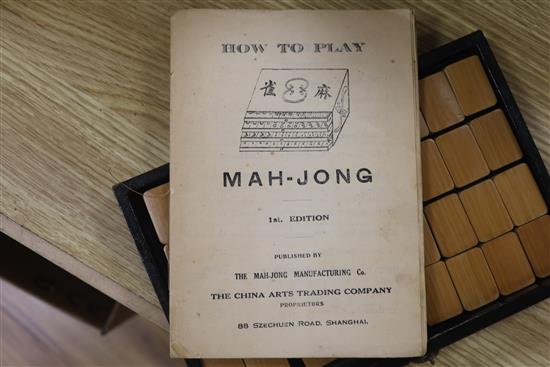 HOW TO PLAY
雀 麻
MAH-JONG
1st. EDITION
PUBLISHED BY
THE MAH-JONG MANUFACTURING Co.
THE CHINA ARTS TRADING COMPANY
PROPRIETORS
88 SZECHUEN ROAD, SHANGHAI.